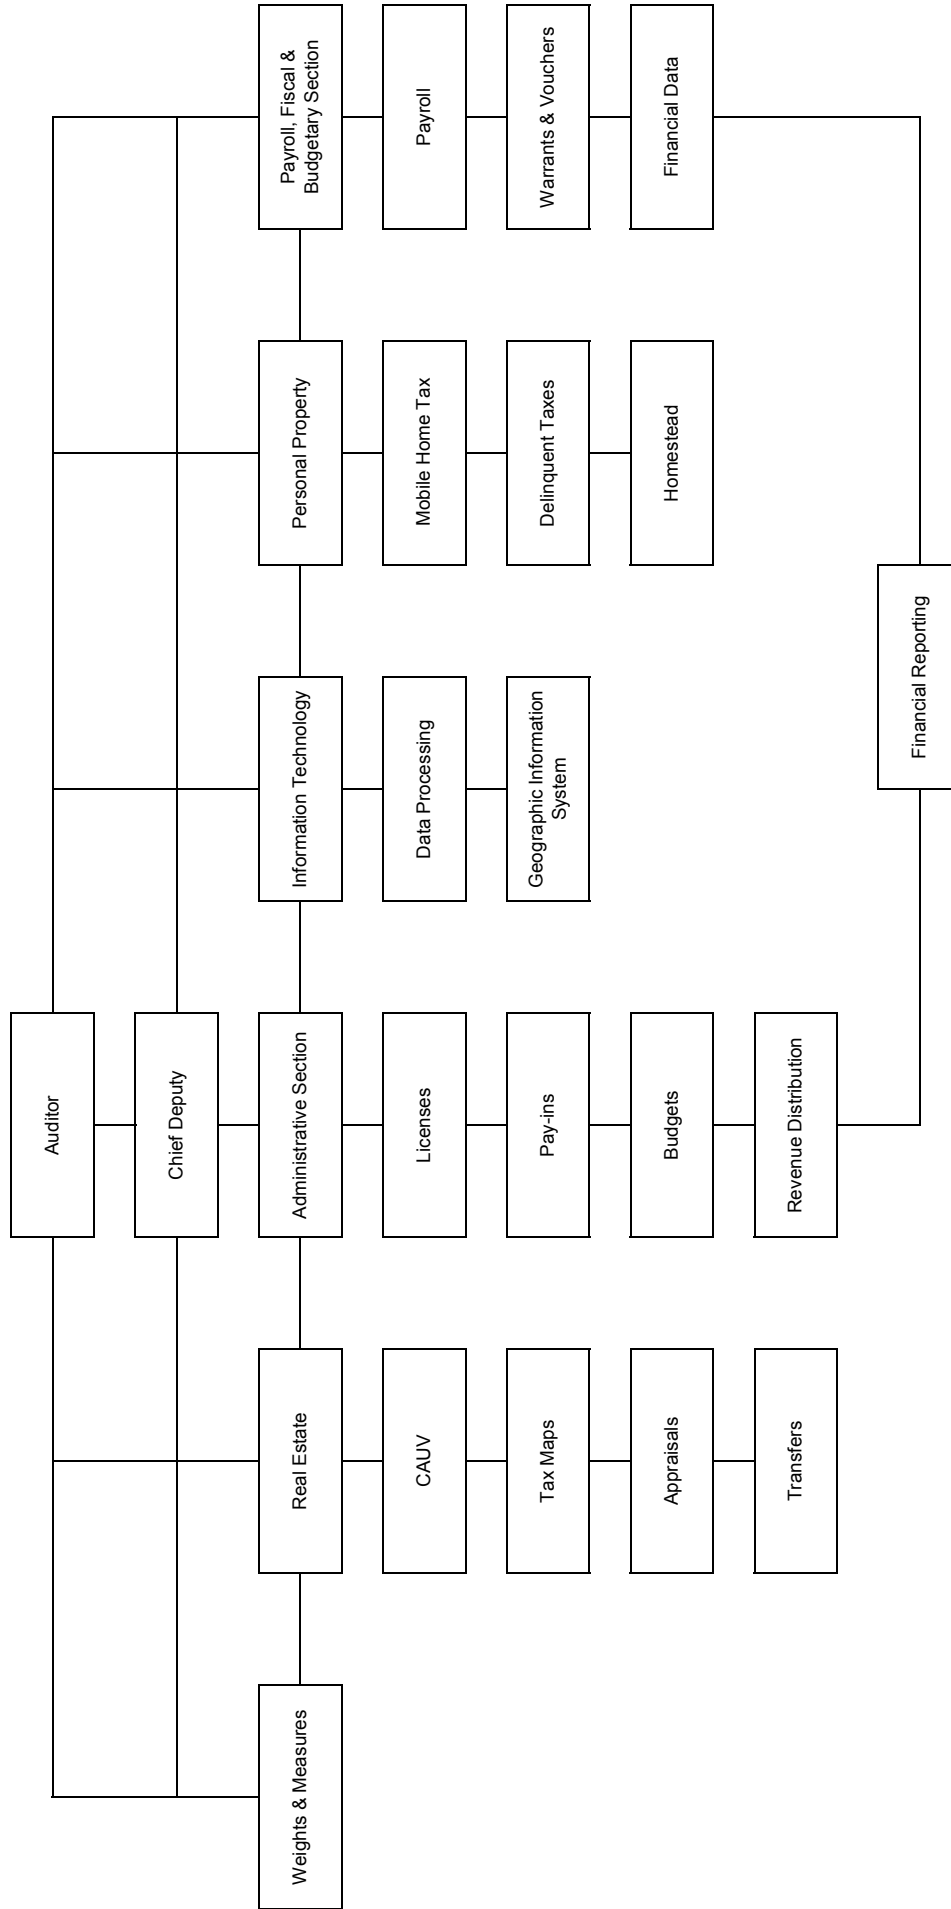 Auditor
Chief Deputy
Weights & Measures
Real Estate
Administrative Section
Information Technology
Personal Property
Payroll, Fiscal &
Budgetary Section
CAUV
Licenses
Data Processing
Mobile Home Tax
Payroll
Tax Maps
Pay-ins
Geographic Information
System
Delinquent Taxes
Warrants & Vouchers
Appraisals
Budgets
Homestead
Financial Data
Transfers
Revenue Distribution
Financial Reporting